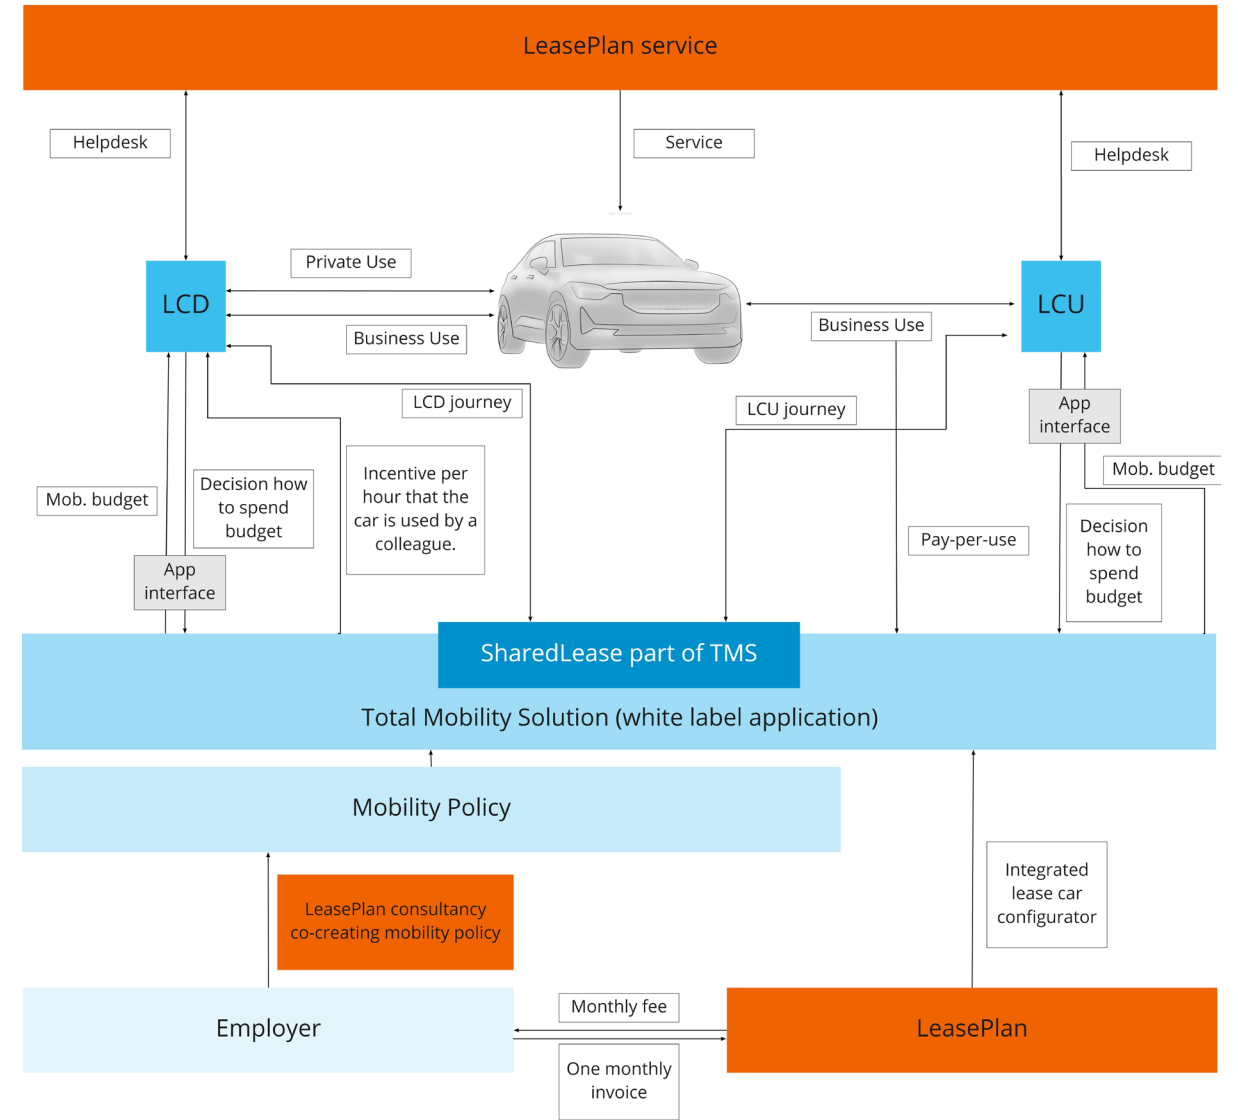 LeasePlan service
Helpdesk
Service
Helpdesk
Private Use
LCD
LCU
Business Use
Business Use
LCD journey
LCU journey
App
interface
Mob. budget
Decision how
to spend
budget
Incentive per
hour that the
car is used by a
colleague.
Mob. budget
Pay-per-use
Decision
how to
spend
budget
App
interface
SharedLease part of TMS
Total Mobility Solution (white label application)
Mobility Policy
Integrated
lease car
configurator
LeasePlan consultancy
co-creating mobility policy
Monthly fee
Employer
LeasePlan
One monthly
invoice